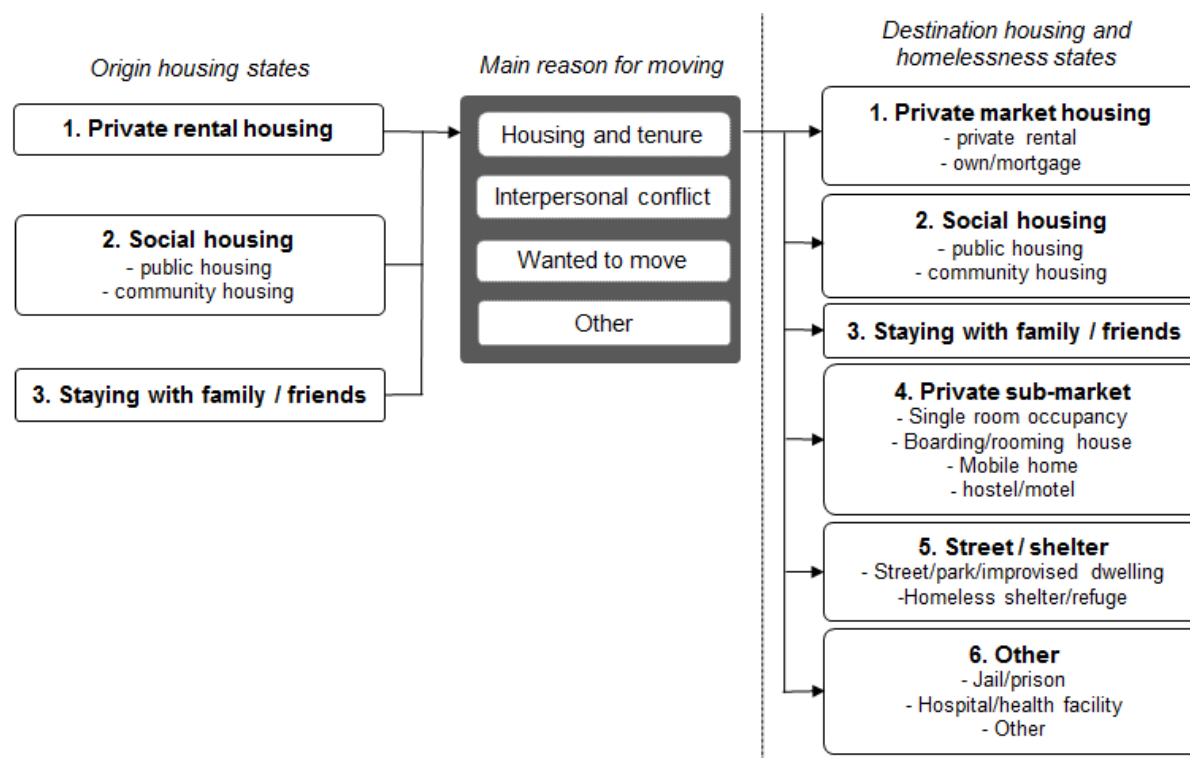 Origin housing states
1. Private rental housing
2. Social housing
- public housing
- community housing
3. Staying with family / friends
Main reason for moving
Housing and tenure
Interpersonal conflict
Wanted to move
Other
Destination housing and
homelessness states
1. Private market housing
- private rental
- own/mortgage
2. Social housing
- public housing
- community housing
3. Staying with family / friends
4. Private sub-market
- Single room occupancy
- Boarding/rooming house
- Mobile home
- hostel/motel
5. Street / shelter
- Street/park/improvised dwelling
-Homeless shelter/refuge
6. Other
- Jail/prison
- Hospital/health facility
- Other